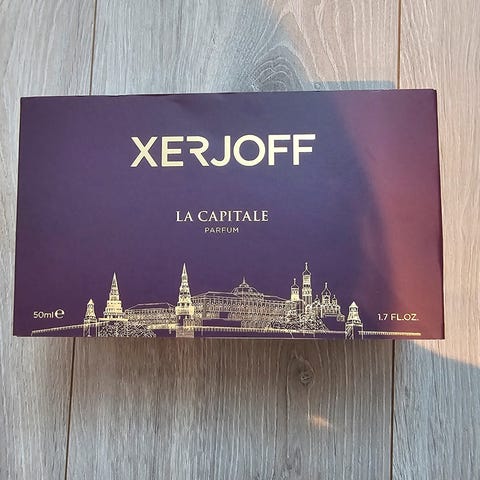 XERJOFF
LA CAPITALE
PARFUM
50ml ℮
1.7 FL.OZ.